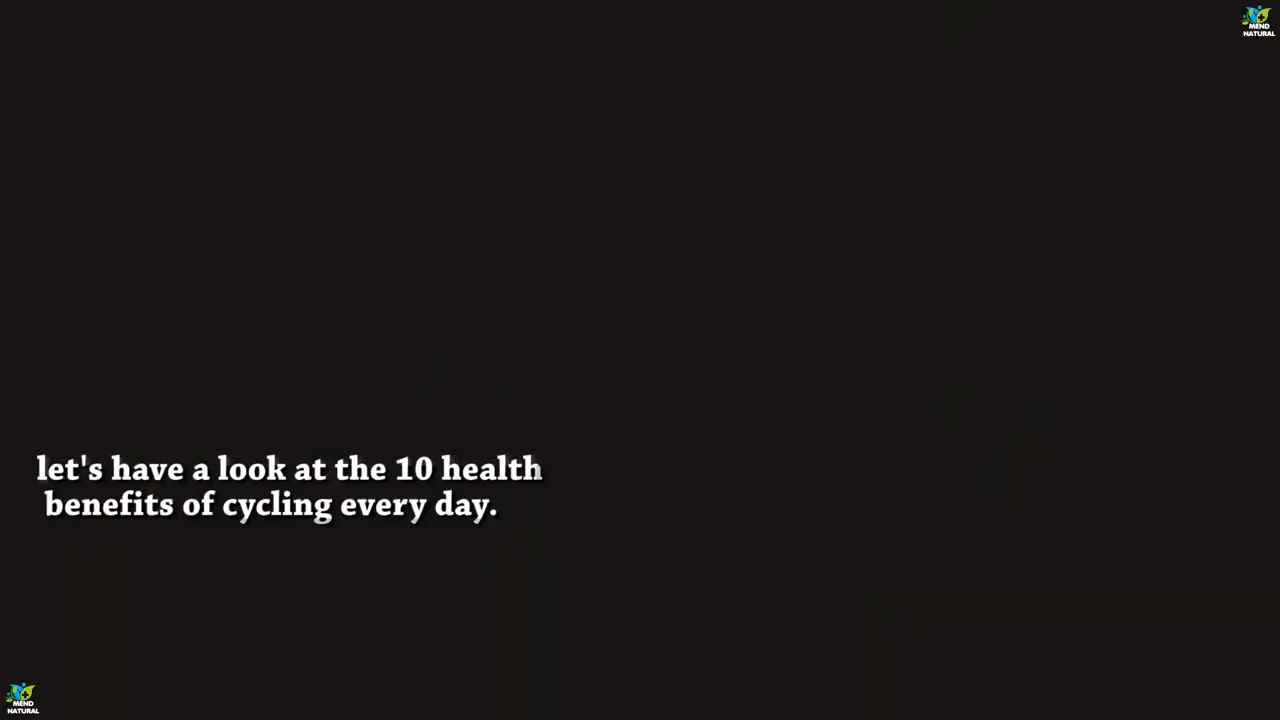 MEND
NATURAL
let's have a look at the 10 health
benefits of cycling every day.
MEND
NATURAL